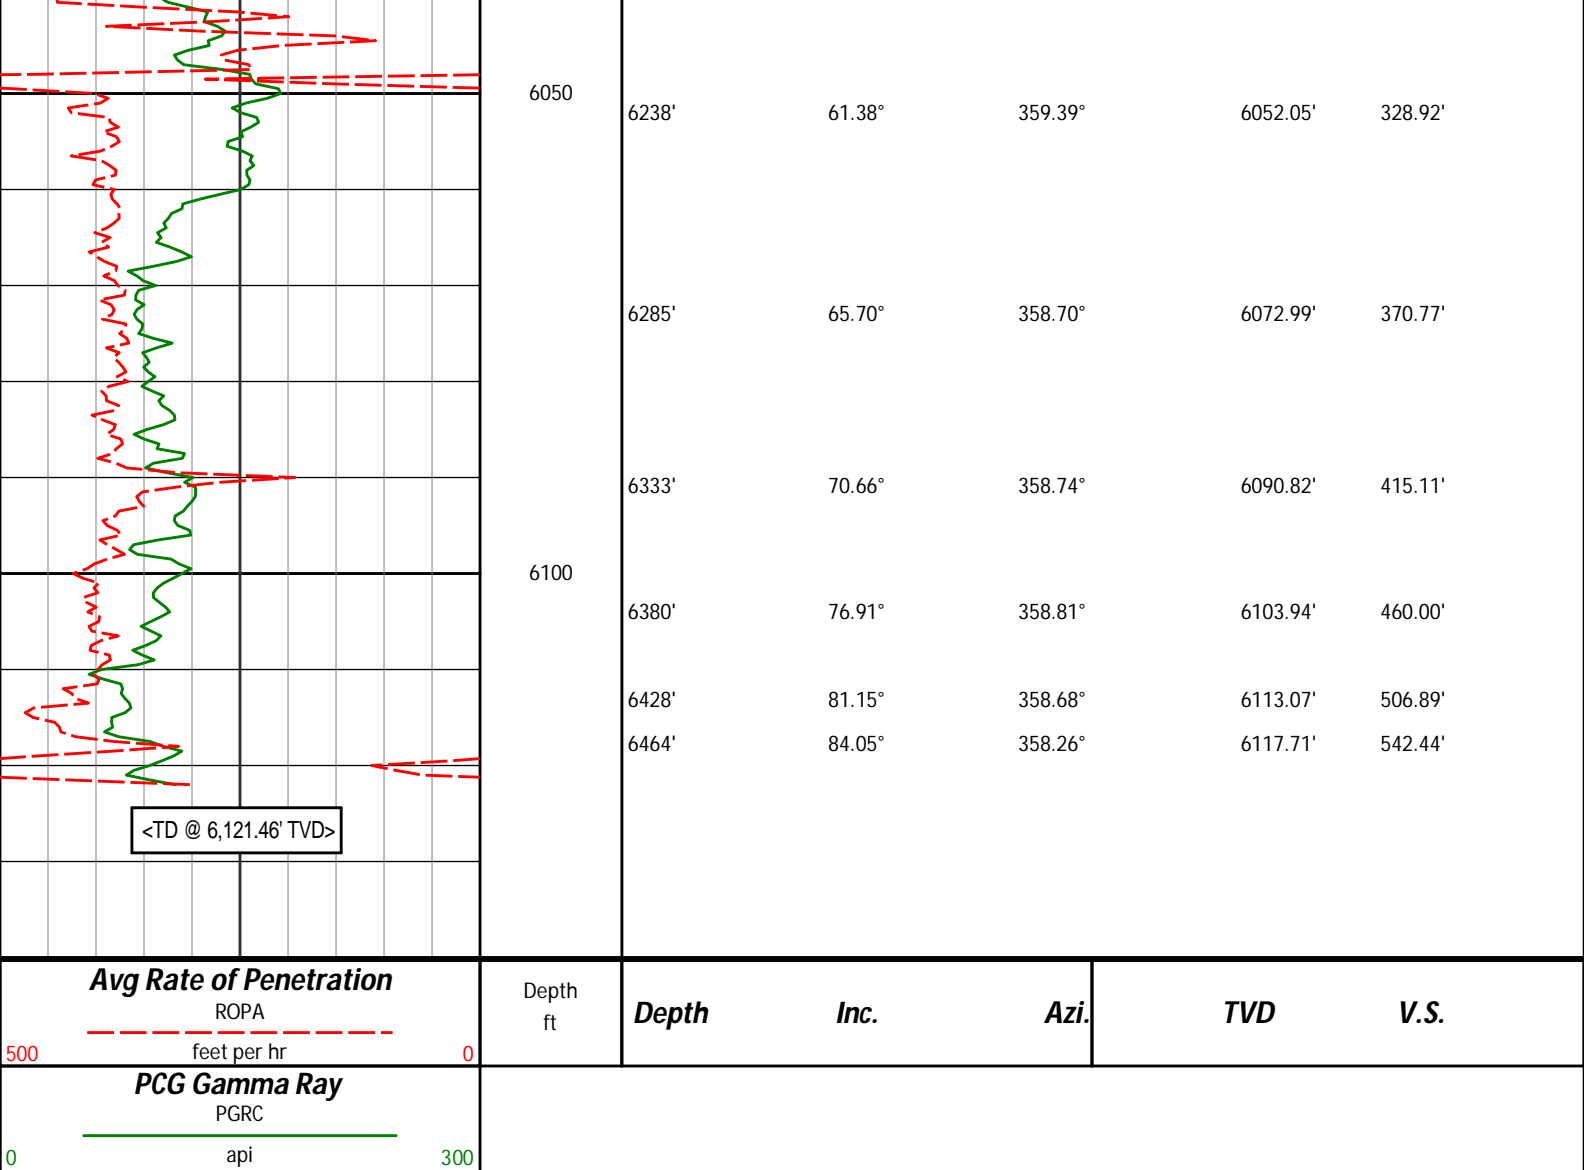 6050
6238' 61.38° 359.39° 6052.05' 328.92'
6285' 65.70° 358.70° 6072.99' 370.77'
6333' 70.66° 358.74° 6090.82' 415.11'
6100
6380' 76.91° 358.81° 6103.94' 460.00'
6428' 81.15° 358.68° 6113.07' 506.89'
6464' 84.05° 358.26° 6117.71' 542.44'
<TD @ 6,121.46' TVD>
Avg Rate of Penetration
ROPA
500 feet per hr 0
Depth
ft
Depth Inc. Azi. TVD V.S.
PCG Gamma Ray
PGRC
0 api 300